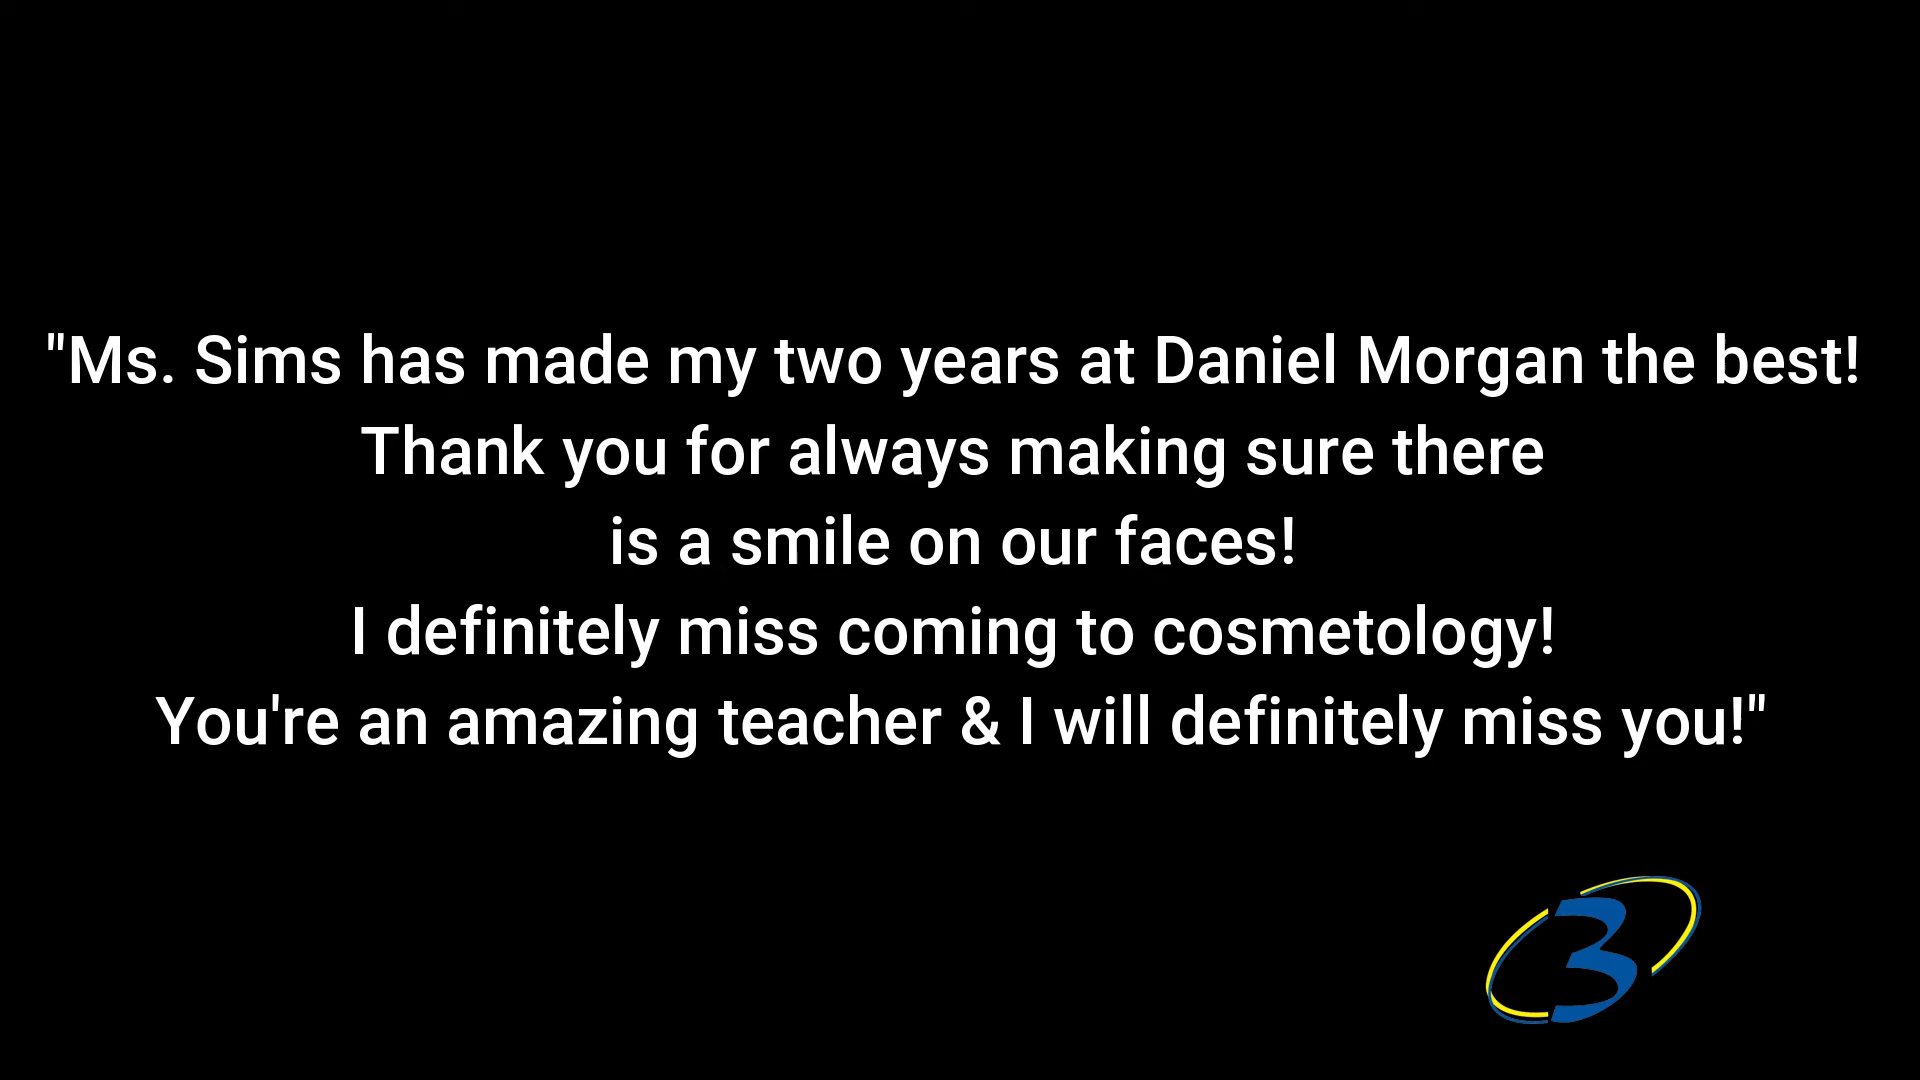 "Ms. Sims has made my two years at Daniel Morgan the best!
Thank you for always making sure there
is a smile on our faces!
I definitely miss coming to cosmetology!
You're an amazing teacher & I will definitely miss you!"
3